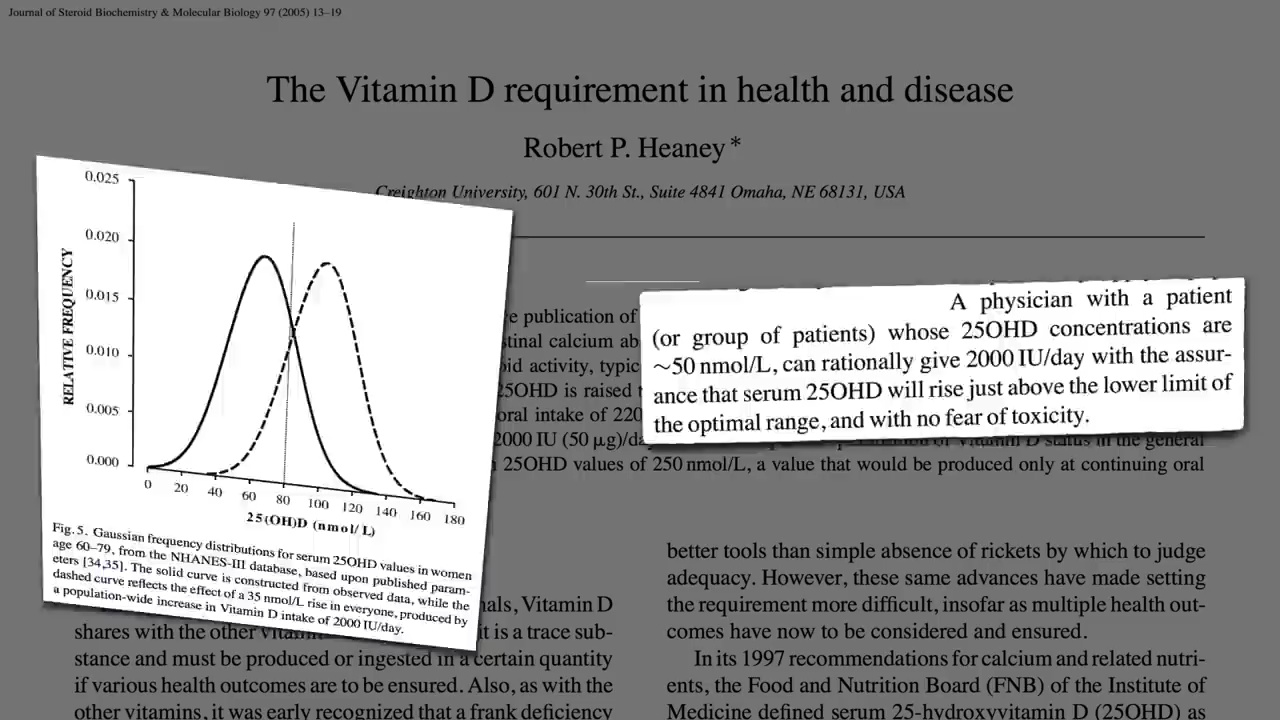 Journal of Steroid Biochemistry & Molecular Biology 97 (2005) 13–19
The Vitamin D requirement in health and disease
Robert P. Heaney*
Creighton University, 601 N. 30th St., Suite 4841 Omaha, NE 68131, USA
0.025
0.020
0.015
0.010
0.005
0.000
RELATIVE FREQUENCY
0 20 40 60 80 100 120 140 160 180
25(OH)D (nmol/L)
Fig. 5. Gaussian frequency distributions for serum 25OHD values in women
age 60–79, from the NHANES-III database, based upon published param-
eters [34,35]. The solid curve is constructed from observed data, while the
dashed curve reflects the effect of a 35 nmol/L rise in everyone, produced by
a population-wide increase in Vitamin D intake of 2000 IU/day.
publication of
25OHD is raised
oral intake of 220
2000 IU (50 μg)/da
25OHD values of 250 nmol/L, a value that would be produced only at continuing oral
A physician with a patient
(or group of patients) whose 25OHD concentrations are
~50 nmol/L, can rationally give 2000 IU/day with the assur-
ance that serum 25OHD will rise just above the lower limit of
the optimal range, and with no fear of toxicity.
Vitamin D status in the general
Vitamin D
shares with the other it is a trace sub-
stance and must be produced or ingested in a certain quantity
if various health outcomes are to be ensured. Also, as with the
other vitamins, it was early recognized that a frank deficiency
better tools than simple absence of rickets by which to judge
adequacy. However, these same advances have made setting
the requirement more difficult, insofar as multiple health out-
comes have now to be considered and ensured.
In its 1997 recommendations for calcium and related nutri-
ents, the Food and Nutrition Board (FNB) of the Institute of
Medicine defined serum 25-hydroxyvitamin D (25OHD) as